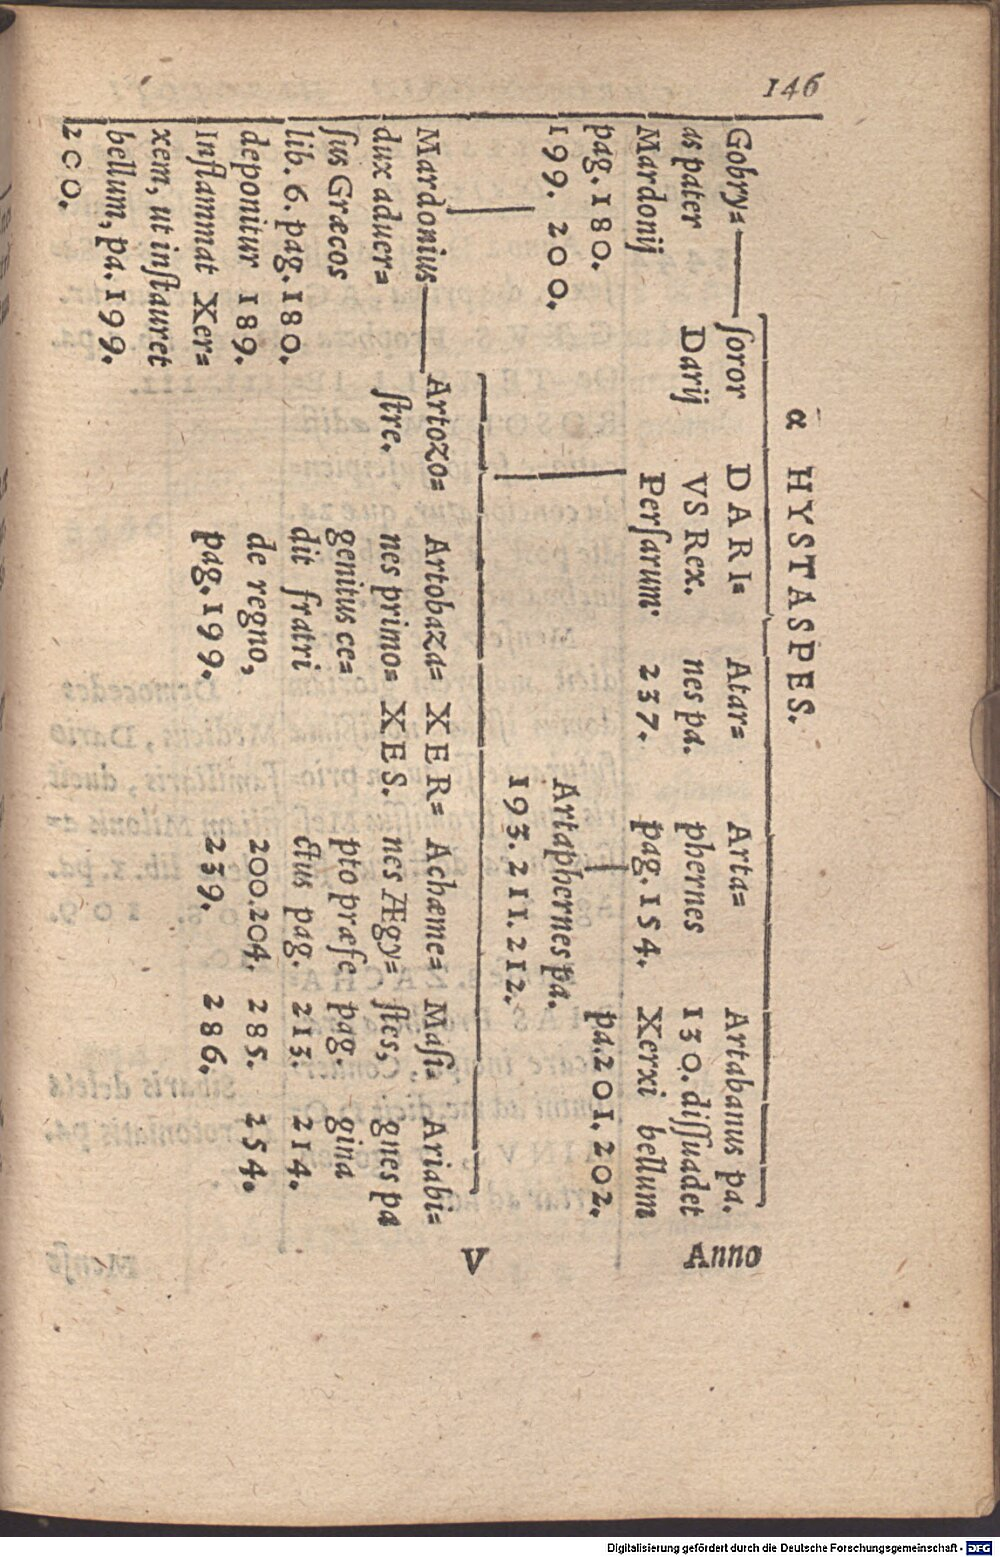 146
α HYSTASPES.
Gobry=
as pater
Mardonij
pag. 180.
199. 200.
ſoror
Darij
DARI=
VS Rex.
Perſarum.
Atar=
nes pa.
237.
Arta=
phernes
pag. 154.
Artaphernes pa.
193. 211. 212.
Artabanus pa.
130. diſſuadet
Xerxi bellum
pa. 201. 202.
Mardonius
dux aduer=
ſus Græcos
lib. 6. pag. 180.
deponitur 189.
Inflammat Xer=
xem, ut inſtauret
bellum, pa. 199.
200.
Artozo=
ſtre.
Artobaza=
nes primo=
genitus ce=
dit fratri
de regno,
pag. 199.
XER=
XES.
Achæme=
nes Ægy=
pto præfe
ctus pag.
200. 204.
239.
Maſi=
ſtes,
pag.
213.
285.
286.
Ariabi=
gnes pa
gina
214.
254.
V
Anno
Digitalisierung gefördert durch die Deutsche Forschungsgemeinschaft - DFG